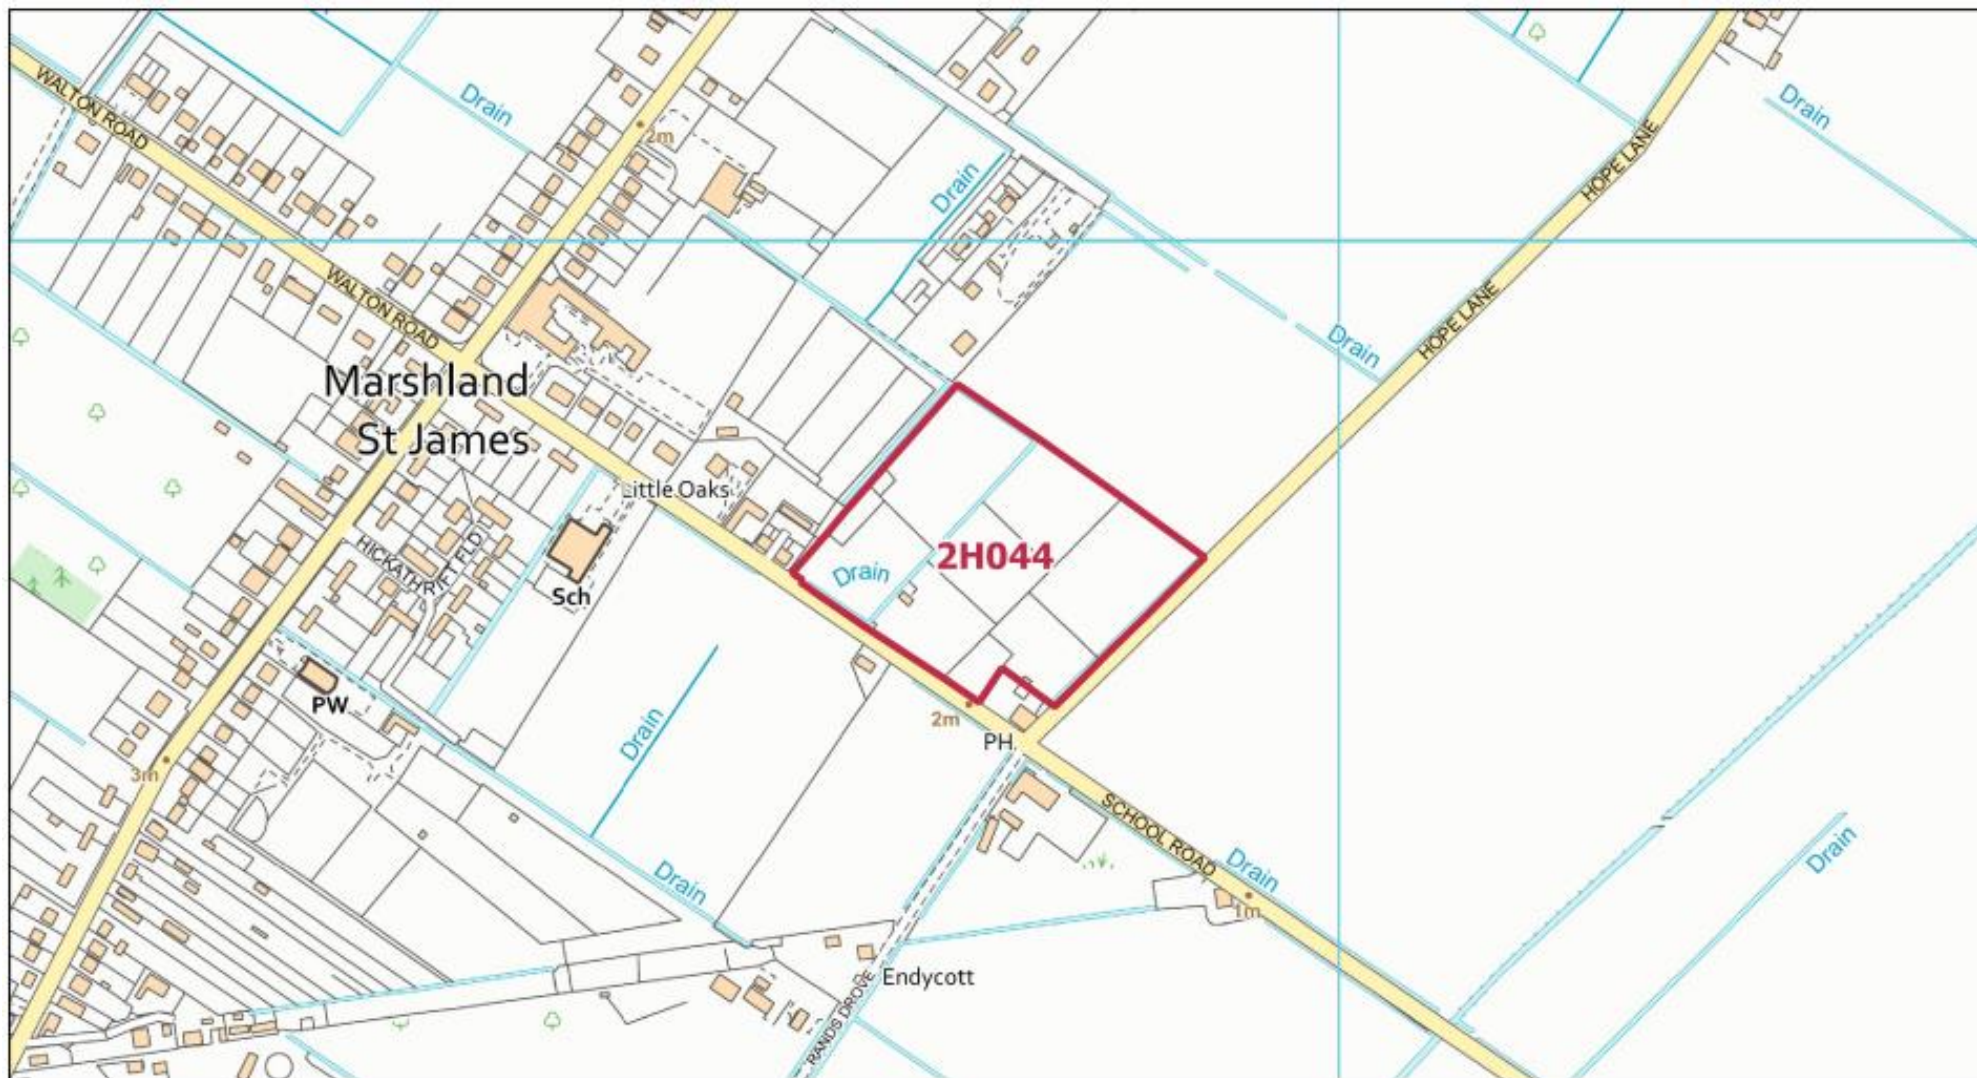 WALTON ROAD
Drain
2m
Drain
HOPE LANE
Drain
WALTON ROAD
HOPE LANE
Drain
Marshland
St James
Little Oaks
HICKATHRIFT FLD
Sch
Drain
2H044
PW
Drain
2m
PH
3m
SCHOOL ROAD
Drain
1m
Drain
Drain
Endycott
RANDS DROVE